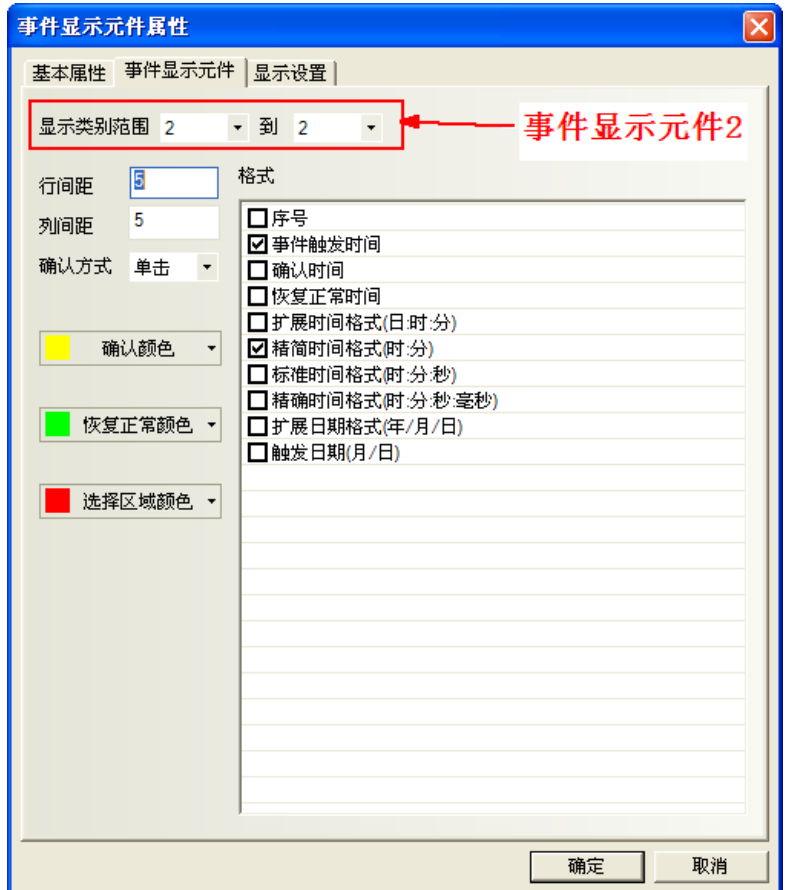 事件显示元件属性
基本属性 事件显示元件 显示设置
显示类别范围 2 到 2
事件显示元件2
行间距 5
列间距 5
确认方式 单击
确认颜色
恢复正常颜色
选择区域颜色
格式
序号
事件触发时间
确认时间
恢复正常时间
扩展时间格式(日:时:分)
精简时间格式(时:分)
标准时间格式(时:分:秒)
精确时间格式(时:分:秒:毫秒)
扩展日期格式(年/月/日)
触发日期(月/日)
确定 取消